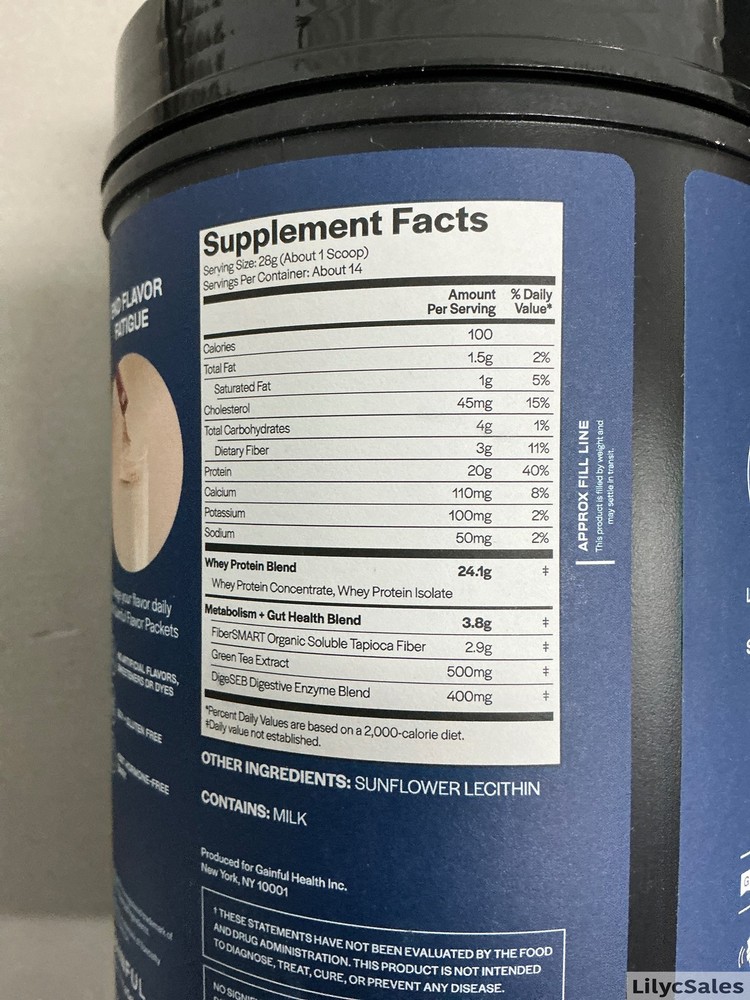 Supplement Facts
Serving Size: 28g (About 1 Scoop)
Servings Per Container: About 14
Amount Per Serving % Daily Value*
Calories 100
Total Fat 1.5g 2%
Saturated Fat 1g 5%
Cholesterol 45mg 15%
Total Carbohydrates 4g 1%
Dietary Fiber 3g 11%
Protein 20g 40%
Calcium 110mg 8%
Potassium 100mg 2%
Sodium 50mg 2%
Whey Protein Blend 24.1g ‡
Whey Protein Concentrate, Whey Protein Isolate
Metabolism + Gut Health Blend 3.8g ‡
FiberSMART Organic Soluble Tapioca Fiber 2.9g ‡
Green Tea Extract 500mg ‡
DigeSEB Digestive Enzyme Blend 400mg ‡
*Percent Daily Values are based on a 2,000-calorie diet.
‡Daily value not established.
OTHER INGREDIENTS: SUNFLOWER LECITHIN
CONTAINS: MILK
Produced for Gainful Health Inc.
New York, NY 10001
† THESE STATEMENTS HAVE NOT BEEN EVALUATED BY THE FOOD
AND DRUG ADMINISTRATION. THIS PRODUCT IS NOT INTENDED
TO DIAGNOSE, TREAT, CURE, OR PREVENT ANY DISEASE.
APPROX FILL LINE
This product is filled by weight and
may settle in transit.
FLAVOR
FATIGUE
your flavor daily
Flavor Packets
FLAVORS,
OR DYES
FREE
LilycSales